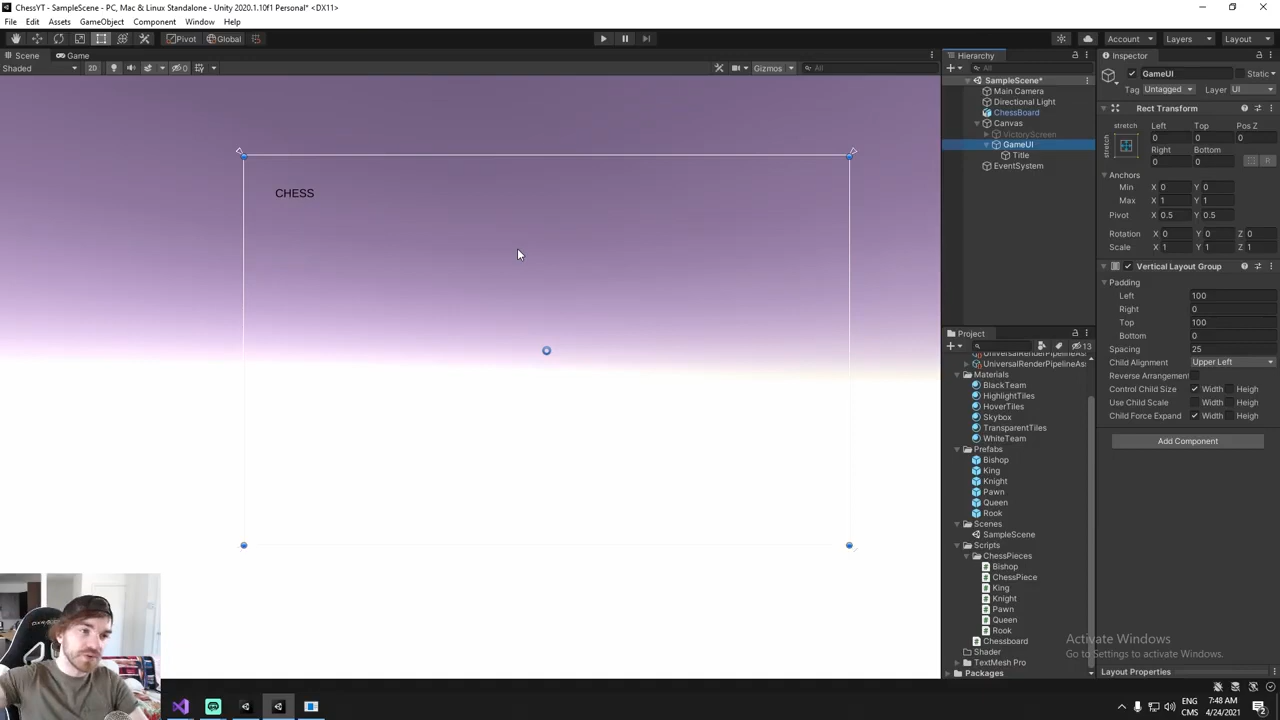 ChessYT - SampleScene - PC, Mac & Linux Standalone - Unity 2020.1.10f1 Personal* <DX11>
File Edit Assets GameObject Component Window Help
Pivot Global Account Layers Layout
Scene Game
Shaded 2D 0 Gizmos All
CHESS
Hierarchy
All
SampleScene*
Main Camera
Directional Light
ChessBoard
Canvas
VictoryScreen
GameUI
Title
EventSystem
Project
13
UniversalRenderPipelineAss
UniversalRenderPipelineAss
Materials
BlackTeam
HighlightTiles
HoverTiles
Skybox
TransparentTiles
WhiteTeam
Prefabs
Bishop
King
Knight
Pawn
Queen
Rook
Scenes
SampleScene
Scripts
ChessPieces
Bishop
ChessPiece
King
Knight
Pawn
Queen
Rook
Chessboard
Shader
TextMesh Pro
Packages
Inspector
GameUI Static
Tag Untagged Layer UI
Rect Transform
stretch Left Top Pos Z
stretch 0 0 0
Right Bottom
0 0 R
Anchors
Min X 0 Y 0
Max X 1 Y 1
Pivot X 0.5 Y 0.5
Rotation X 0 Y 0 Z 0
Scale X 1 Y 1 Z 1
Vertical Layout Group
Padding
Left 100
Right 0
Top 100
Bottom 0
Spacing 25
Child Alignment Upper Left
Reverse Arrangement
Control Child Size Width Heigh
Use Child Scale Width Heigh
Child Force Expand Width Heigh
Add Component
Activate Windows
Go to Settings to activate Windows.
Layout Properties
ENG
CMS
7:48 AM
4/24/2021
2